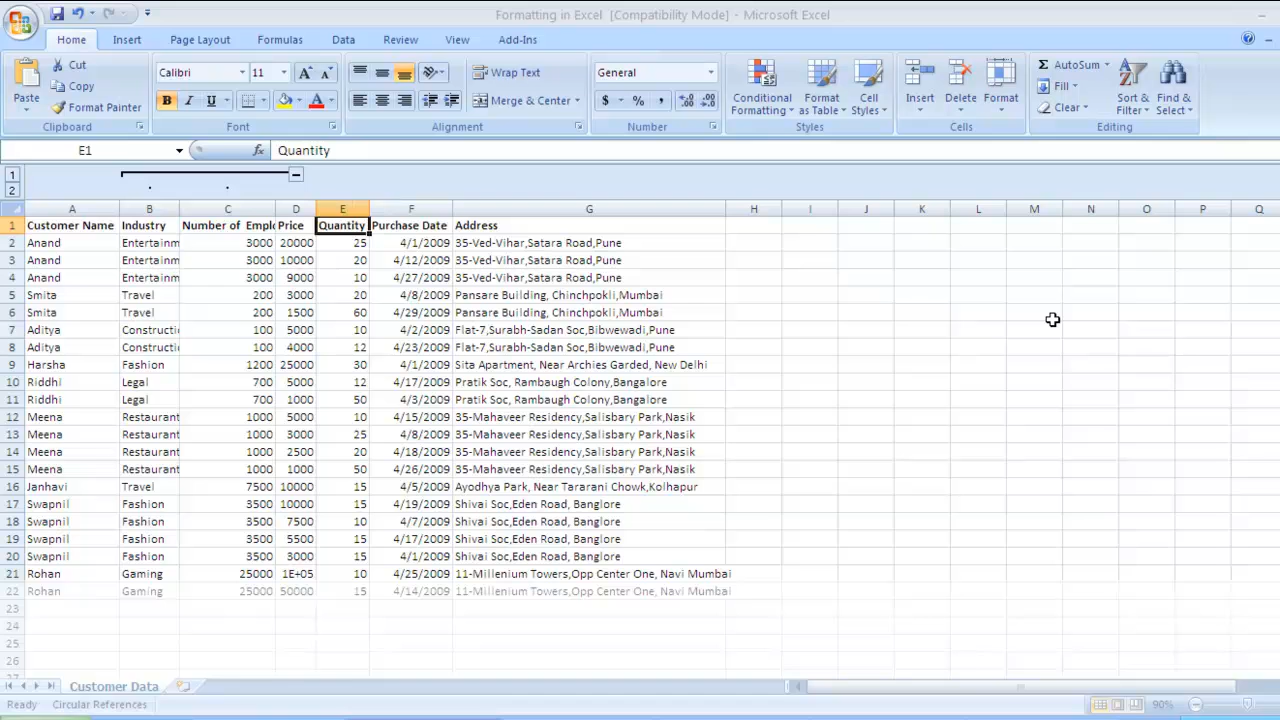 Formatting in Excel [Compatibility Mode] - Microsoft Excel
Home Insert Page Layout Formulas Data Review View Add-Ins
Paste Cut Copy Format Painter Clipboard
Calibri 11 B I U A A A Font
Wrap Text Merge & Center Alignment
General $ % , Number
Conditional Formatting Format as Table Cell Styles Styles
Insert Delete Format Cells
Σ AutoSum Fill Clear Sort & Filter Find & Select Editing
E1 fx Quantity
1
2
A B C D E F G H I J K L M N O P Q
1 Customer Name Industry Number of Emplo Price Quantity Purchase Date Address
2 Anand Entertainm 3000 20000 25 4/1/2009 35-Ved-Vihar,Satara Road,Pune
3 Anand Entertainm 3000 10000 20 4/12/2009 35-Ved-Vihar,Satara Road,Pune
4 Anand Entertainm 3000 9000 10 4/27/2009 35-Ved-Vihar,Satara Road,Pune
5 Smita Travel 200 3000 20 4/8/2009 Pansare Building, Chinchpokli,Mumbai
6 Smita Travel 200 1500 60 4/29/2009 Pansare Building, Chinchpokli,Mumbai
7 Aditya Constructi 100 5000 10 4/2/2009 Flat-7,Surabh-Sadan Soc,Bibwewadi,Pune
8 Aditya Constructi 100 4000 12 4/23/2009 Flat-7,Surabh-Sadan Soc,Bibwewadi,Pune
9 Harsha Fashion 1200 25000 30 4/1/2009 Sita Apartment, Near Archies Garded, New Delhi
10 Riddhi Legal 700 5000 12 4/17/2009 Pratik Soc, Rambaugh Colony,Bangalore
11 Riddhi Legal 700 1000 50 4/3/2009 Pratik Soc, Rambaugh Colony,Bangalore
12 Meena Restaurant 1000 5000 10 4/15/2009 35-Mahaveer Residency,Salisbary Park,Nasik
13 Meena Restaurant 1000 3000 25 4/8/2009 35-Mahaveer Residency,Salisbary Park,Nasik
14 Meena Restaurant 1000 2500 20 4/18/2009 35-Mahaveer Residency,Salisbary Park,Nasik
15 Meena Restaurant 1000 1000 50 4/26/2009 35-Mahaveer Residency,Salisbary Park,Nasik
16 Janhavi Travel 7500 10000 15 4/5/2009 Ayodhya Park, Near Tararani Chowk,Kolhapur
17 Swapnil Fashion 3500 10000 15 4/19/2009 Shivai Soc,Eden Road, Banglore
18 Swapnil Fashion 3500 7500 10 4/7/2009 Shivai Soc,Eden Road, Banglore
19 Swapnil Fashion 3500 5500 15 4/17/2009 Shivai Soc,Eden Road, Banglore
20 Swapnil Fashion 3500 3000 15 4/1/2009 Shivai Soc,Eden Road, Banglore
21 Rohan Gaming 25000 1E+05 10 4/25/2009 11-Millenium Towers,Opp Center One, Navi Mumbai
22 Rohan Gaming 25000 50000 15 4/14/2009 11-Millenium Towers,Opp Center One, Navi Mumbai
23
24
25
26
Customer Data
Ready Circular References 90%